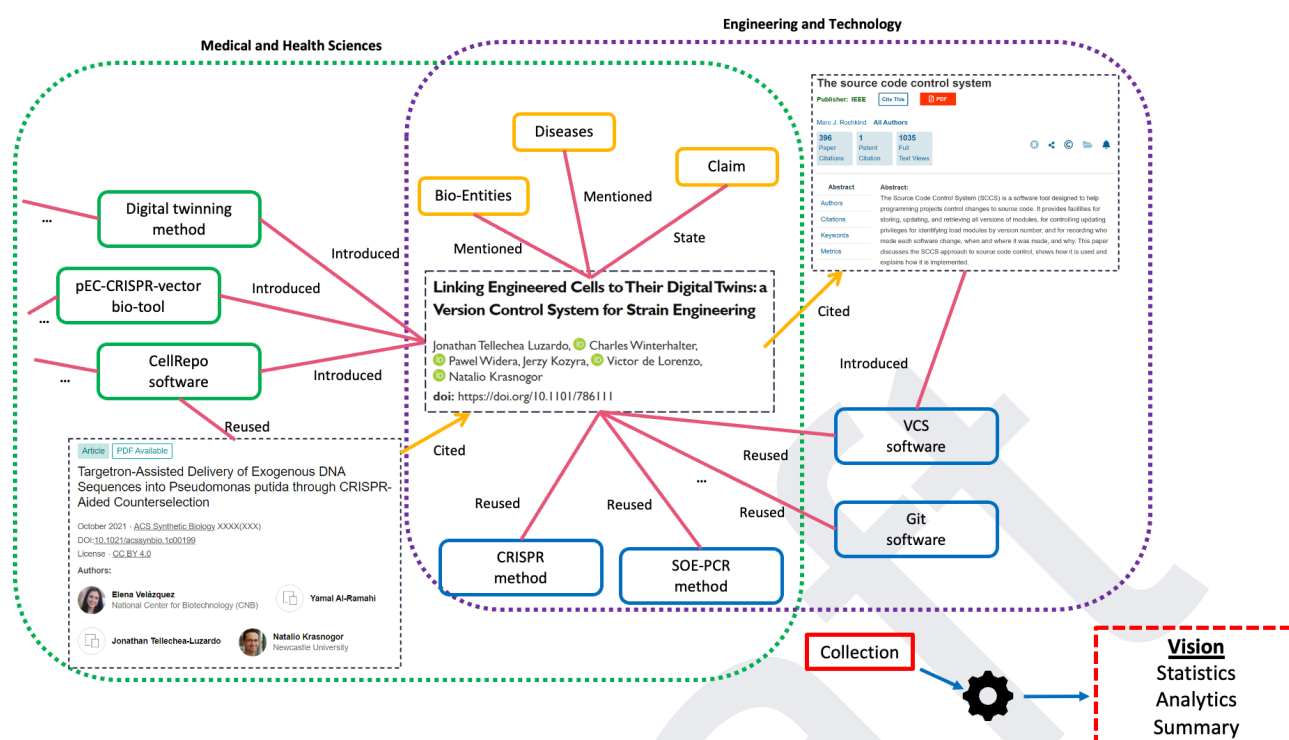 Engineering and Technology
Medical and Health Sciences
The source code control system
Publisher: IEEE
Cite This
PDF
Marc J. Rochkind All Authors
396
Paper
Citations
1
Patent
Citation
1035
Full
Text Views
Abstract
Authors
Citations
Keywords
Metrics
Abstract:
The Source Code Control System (SCCS) is a software tool designed to help
programming projects control changes to source code. It provides facilities for
storing, updating, and retrieving all versions of modules, for controlling updating
privileges for identifying load modules by version number, and for recording who
made each software change, when and where it was made, and why. This paper
discusses the SCCS approach to source code control, shows how it is used and
explains how it is implemented.
Diseases
Claim
Bio-Entities
Mentioned
Mentioned
State
Digital twinning
method
...
Introduced
pEC-CRISPR-vector
bio-tool
...
Introduced
CellRepo
software
...
Introduced
Reused
Linking Engineered Cells to Their Digital Twins: a
Version Control System for Strain Engineering
Jonathan Tellechea Luzardo, iD Charles Winterhalter,
iD Pawel Widera, Jerzy Kozyra, iD Victor de Lorenzo,
iD Natalio Krasnogor
doi: https://doi.org/10.1101/786111
Cited
Introduced
VCS
software
Reused
...
Cited
Reused
Reused
Reused
Git
software
CRISPR
method
SOE-PCR
method
Article
PDF Available
Targetron-Assisted Delivery of Exogenous DNA
Sequences into Pseudomonas putida through CRISPR-
Aided Counterselection
October 2021 · ACS Synthetic Biology XXXX(XXX)
DOI:10.1021/acssynbio.1c00199
License · CC BY 4.0
Authors:
Elena Velázquez
National Center for Biotechnology (CNB)
Yamal Al-Ramahi
Jonathan Tellechea-Luzardo
Natalio Krasnogor
Newcastle University
Collection
Vision
Statistics
Analytics
Summary